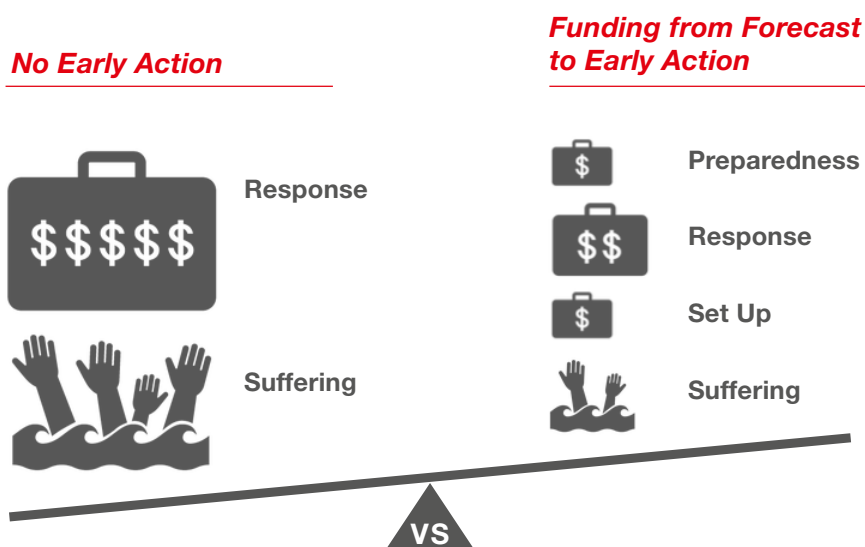 No Early Action
Funding from Forecast
to Early Action
$$$$$
Response
Suffering
$
Preparedness
$$
Response
$
Set Up
Suffering
VS